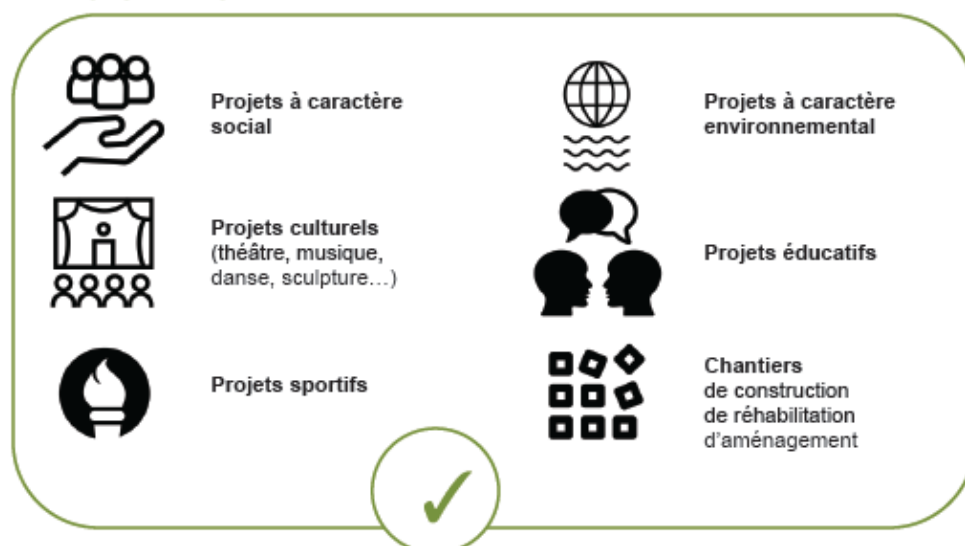 Projets à caractère
social
Projets à caractère
environnemental
Projets culturels
(théâtre, musique,
danse, sculpture…)
Projets éducatifs
Projets sportifs
Chantiers
de construction
de réhabilitation
d'aménagement